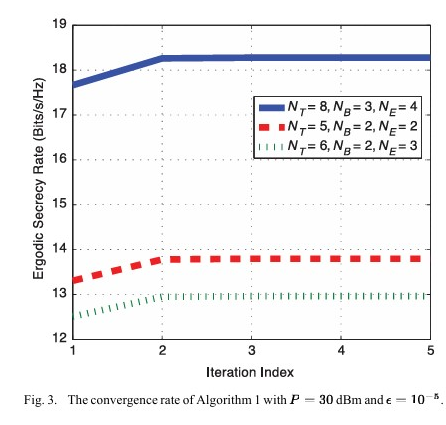 19
18
17
16
15
14
13
12
Ergodic Secrecy Rate (Bits/s/Hz)
N_T = 8, N_B = 3, N_E = 4
N_T = 5, N_B = 2, N_E = 2
N_T = 6, N_B = 2, N_E = 3
1 2 3 4 5
Iteration Index
Fig. 3. The convergence rate of Algorithm 1 with P = 30 dBm and ϵ = 10⁻⁵.